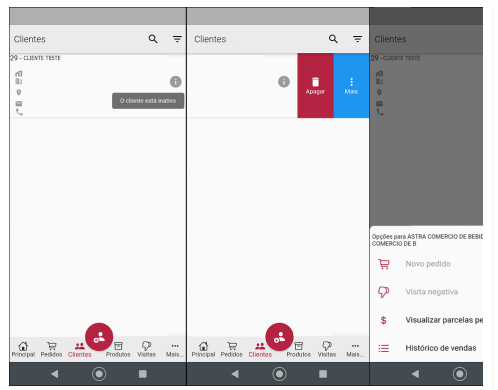 Clientes
29 - CLIENTE TESTE
O cliente está inativo
Principal Pedidos Clientes Produtos Visitas Mais...
Clientes
Apagar
Mais
Principal Pedidos Clientes Produtos Visitas Mais...
Clientes
29 - CLIENTE TESTE
Opções para ASTRA COMERCIO DE BEBID
COMERCIO DE B
Novo pedido
Visita negativa
Visualizar parcelas pe
Histórico de vendas